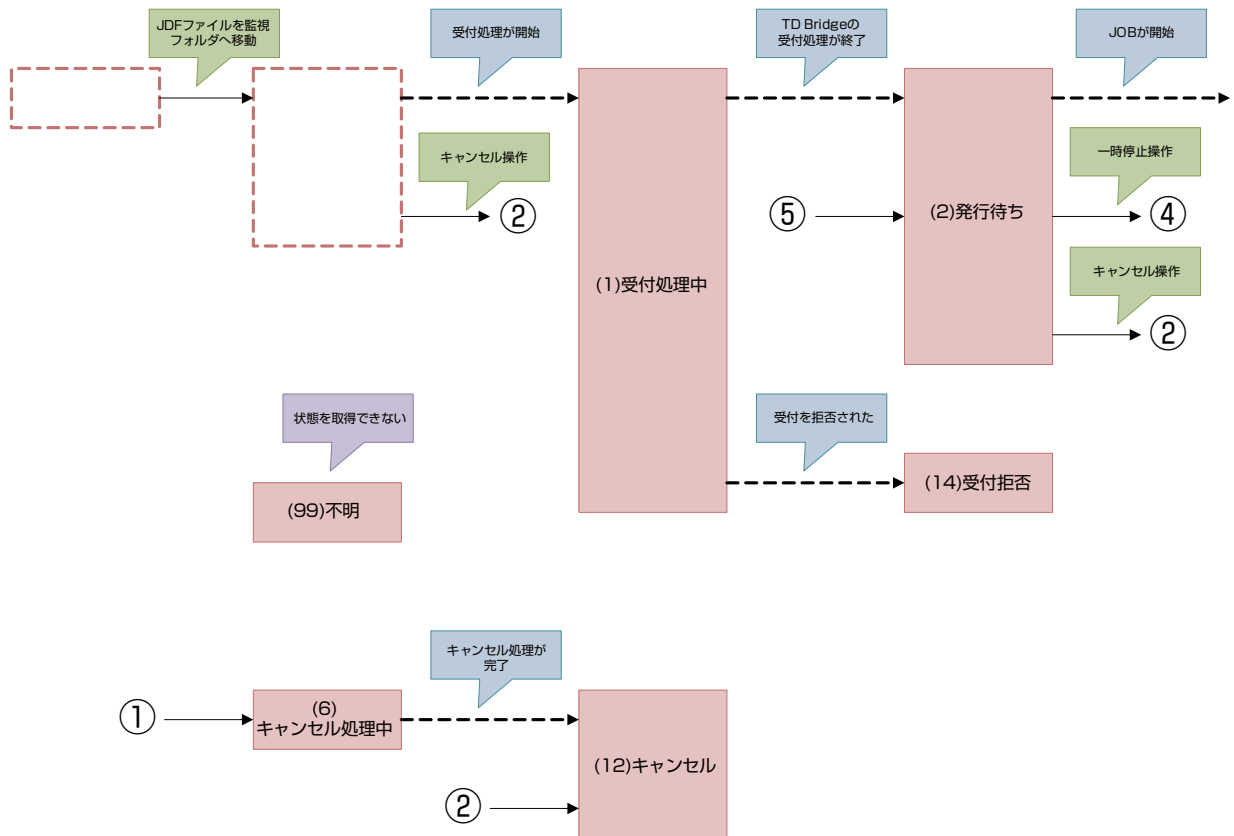 JDFファイルを監視
フォルダへ移動
受付処理が開始
TD Bridgeの
受付処理が終了
JOBが開始
キャンセル操作
②
(1)受付処理中
⑤
(2)発行待ち
一時停止操作
④
キャンセル操作
②
状態を取得できない
(99)不明
受付を拒否された
(14)受付拒否
①
(6)
キャンセル処理中
キャンセル処理が
完了
(12)キャンセル
②